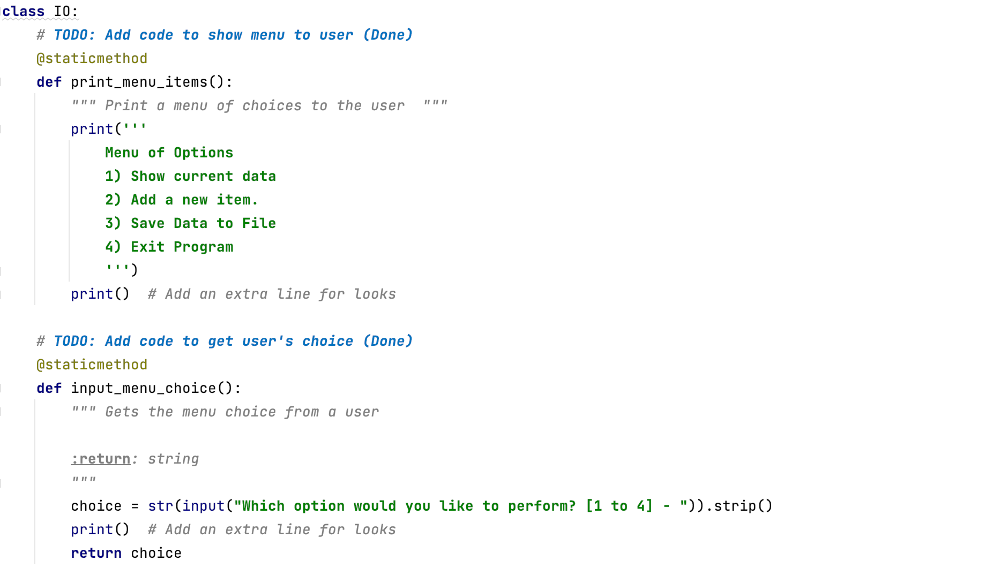 class IO:
    # TODO: Add code to show menu to user (Done)
    @staticmethod
    def print_menu_items():
        """ Print a menu of choices to the user  """
        print('''
            Menu of Options
            1) Show current data
            2) Add a new item.
            3) Save Data to File
            4) Exit Program
            ''')
        print()  # Add an extra line for looks

    # TODO: Add code to get user's choice (Done)
    @staticmethod
    def input_menu_choice():
        """ Gets the menu choice from a user

        :return: string
        """
        choice = str(input("Which option would you like to perform? [1 to 4] - ")).strip()
        print()  # Add an extra line for looks
        return choice